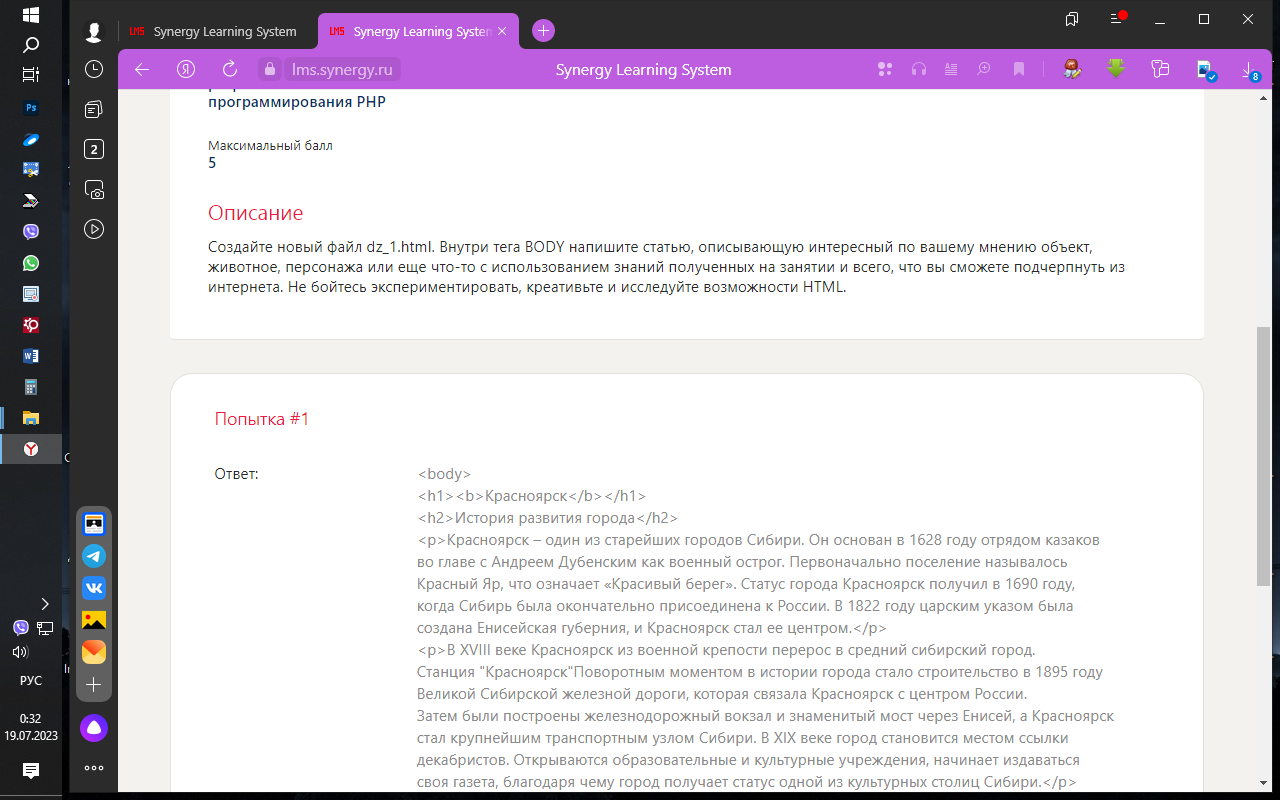 LMS Synergy Learning System
LMS Synergy Learning System
lms.synergy.ru
Synergy Learning System
8
2
программирования PHP
Максимальный балл
5
Описание
Создайте новый файл dz_1.html. Внутри тега BODY напишите статью, описывающую интересный по вашему мнению объект,
животное, персонажа или еще что-то с использованием знаний полученных на занятии и всего, что вы сможете подчерпнуть из
интернета. Не бойтесь экспериментировать, креативьте и исследуйте возможности HTML.
Попытка #1
Ответ:
<body>
<h1><b>Красноярск</b></h1>
<h2>История развития города</h2>
<p>Красноярск – один из старейших городов Сибири. Он основан в 1628 году отрядом казаков
во главе с Андреем Дубенским как военный острог. Первоначально поселение называлось
Красный Яр, что означает «Красивый берег». Статус города Красноярск получил в 1690 году,
когда Сибирь была окончательно присоединена к России. В 1822 году царским указом была
создана Енисейская губерния, и Красноярск стал ее центром.</p>
<p>В XVIII веке Красноярск из военной крепости перерос в средний сибирский город.
Станция "Красноярск"Поворотным моментом в истории города стало строительство в 1895 году
Великой Сибирской железной дороги, которая связала Красноярск с центром России.
Затем были построены железнодорожный вокзал и знаменитый мост через Енисей, а Красноярск
стал крупнейшим транспортным узлом Сибири. В XIX веке город становится местом ссылки
декабристов. Открываются образовательные и культурные учреждения, начинает издаваться
своя газета, благодаря чему город получает статус одной из культурных столиц Сибири.</p>
Ps
РУС
0:32
19.07.2023